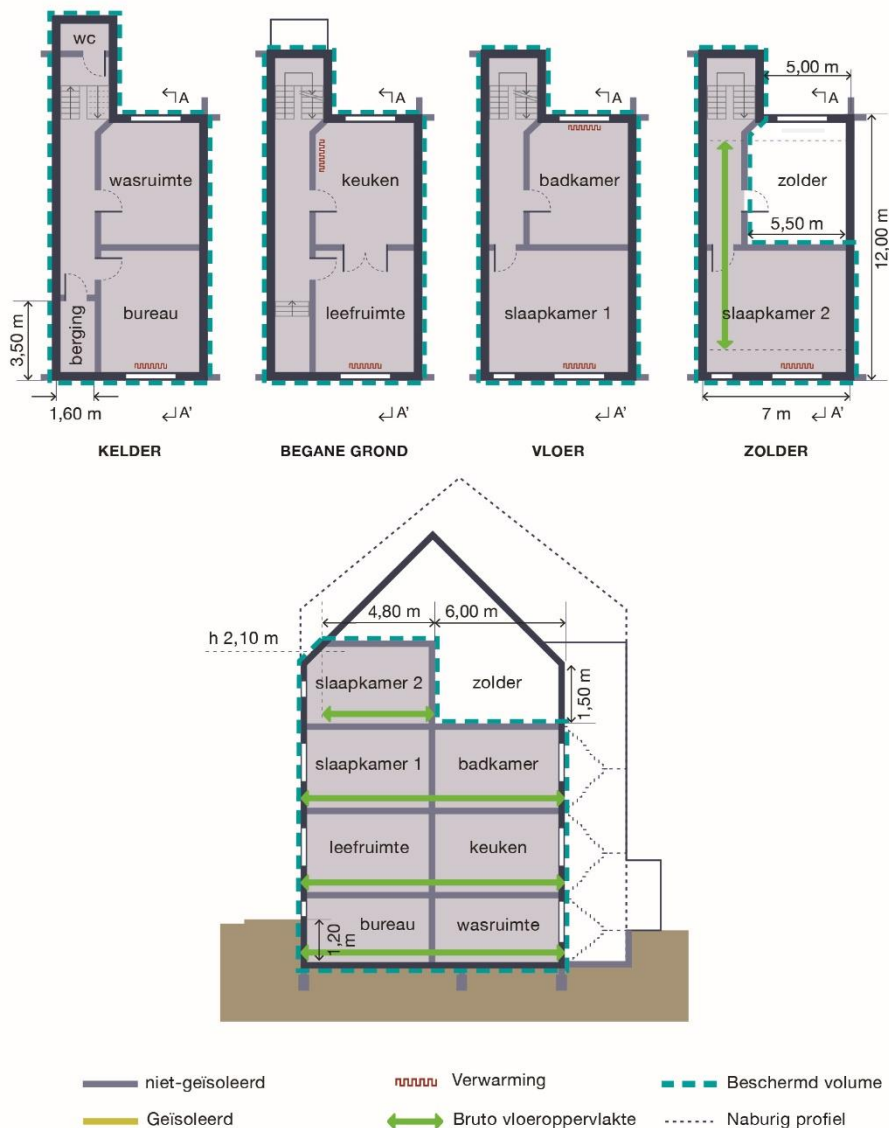 wc
A
wasruimte
bureau
berging
3,50 m
1,60 m
A'
KELDER
A
keuken
leefruimte
A'
BEGANE GROND
A
badkamer
slaapkamer 1
A'
VLOER
5,00 m
A
zolder
5,50 m
12,00 m
slaapkamer 2
7 m
A'
ZOLDER
4,80 m
6,00 m
h 2,10 m
slaapkamer 2
zolder
1,50 m
slaapkamer 1
badkamer
leefruimte
keuken
bureau
wasruimte
1,20
m
niet-geïsoleerd
Verwarming
Beschermd volume
Geïsoleerd
Bruto vloeroppervlakte
Naburig profiel